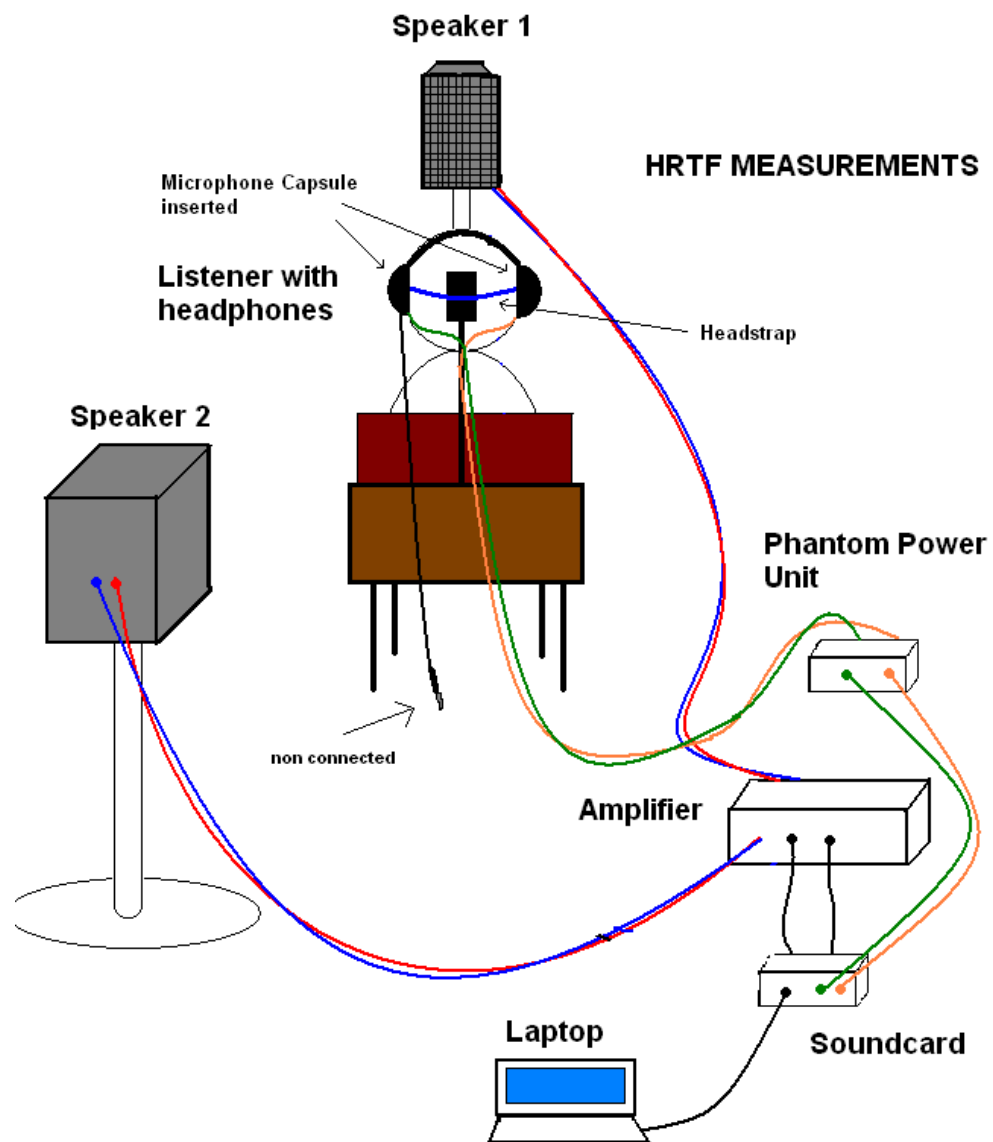 Speaker 1
HRTF MEASUREMENTS
Microphone Capsule
inserted
Listener with
headphones
Headstrap
Speaker 2
Phantom Power
Unit
non connected
Amplifier
Laptop
Soundcard